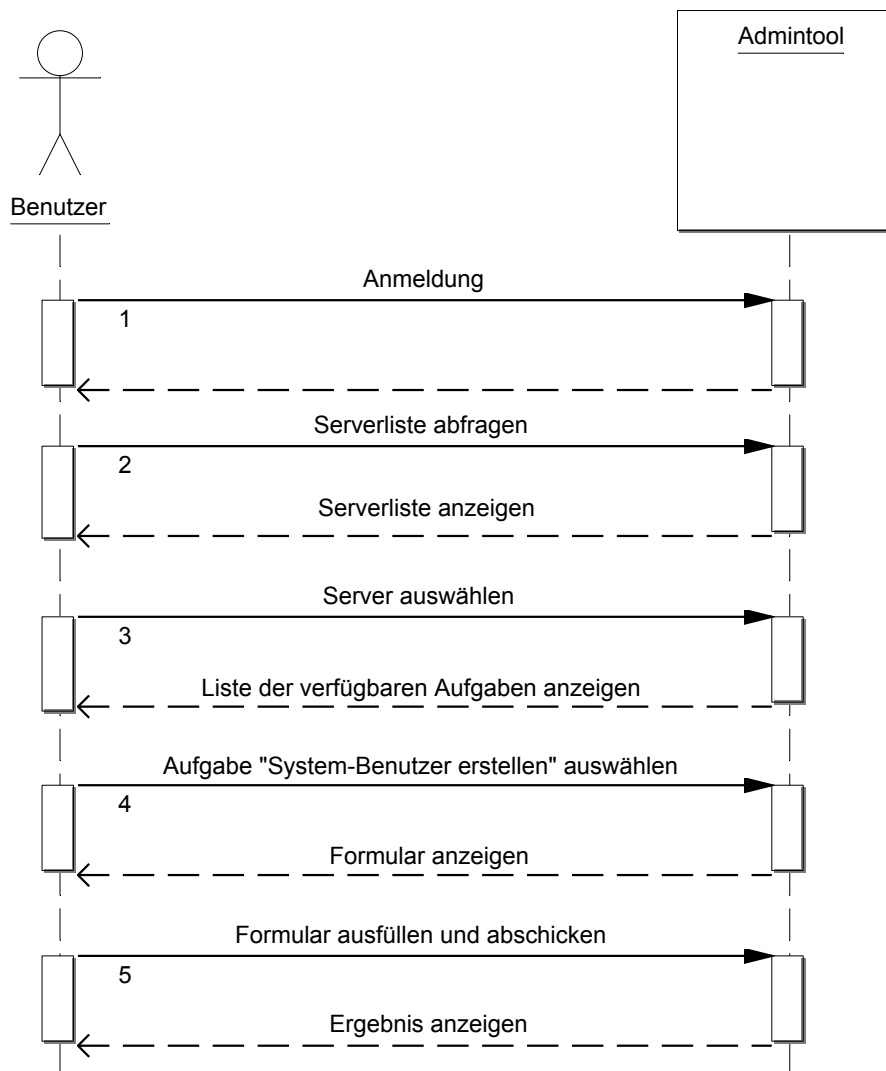 Admintool
Benutzer
Anmeldung
1
Serverliste abfragen
2
Serverliste anzeigen
Server auswählen
3
Liste der verfügbaren Aufgaben anzeigen
Aufgabe "System-Benutzer erstellen" auswählen
4
Formular anzeigen
Formular ausfüllen und abschicken
5
Ergebnis anzeigen